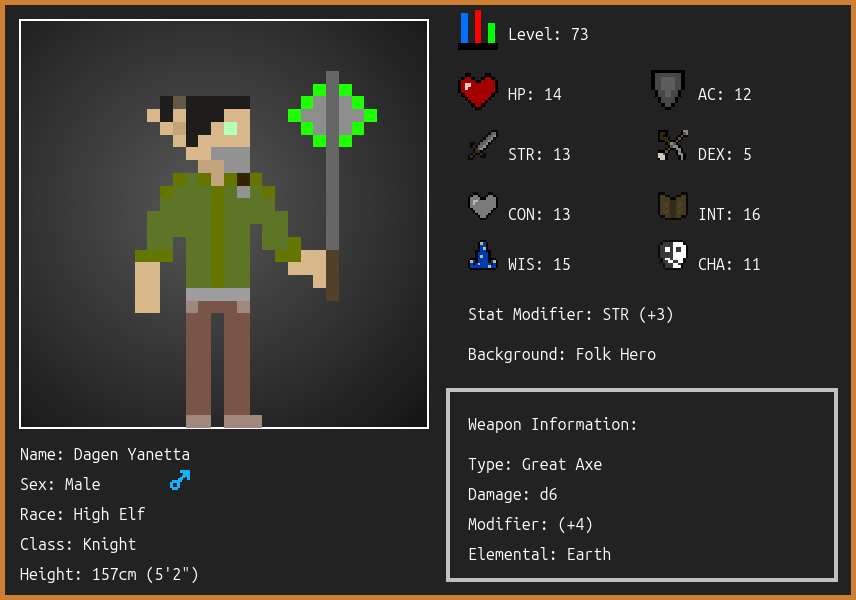 Level: 73
HP: 14
AC: 12
STR: 13
DEX: 5
CON: 13
INT: 16
WIS: 15
CHA: 11
Stat Modifier: STR (+3)
Background: Folk Hero
Weapon Information:
Type: Great Axe
Damage: d6
Modifier: (+4)
Elemental: Earth
Name: Dagen Yanetta
Sex: Male
Race: High Elf
Class: Knight
Height: 157cm (5'2")